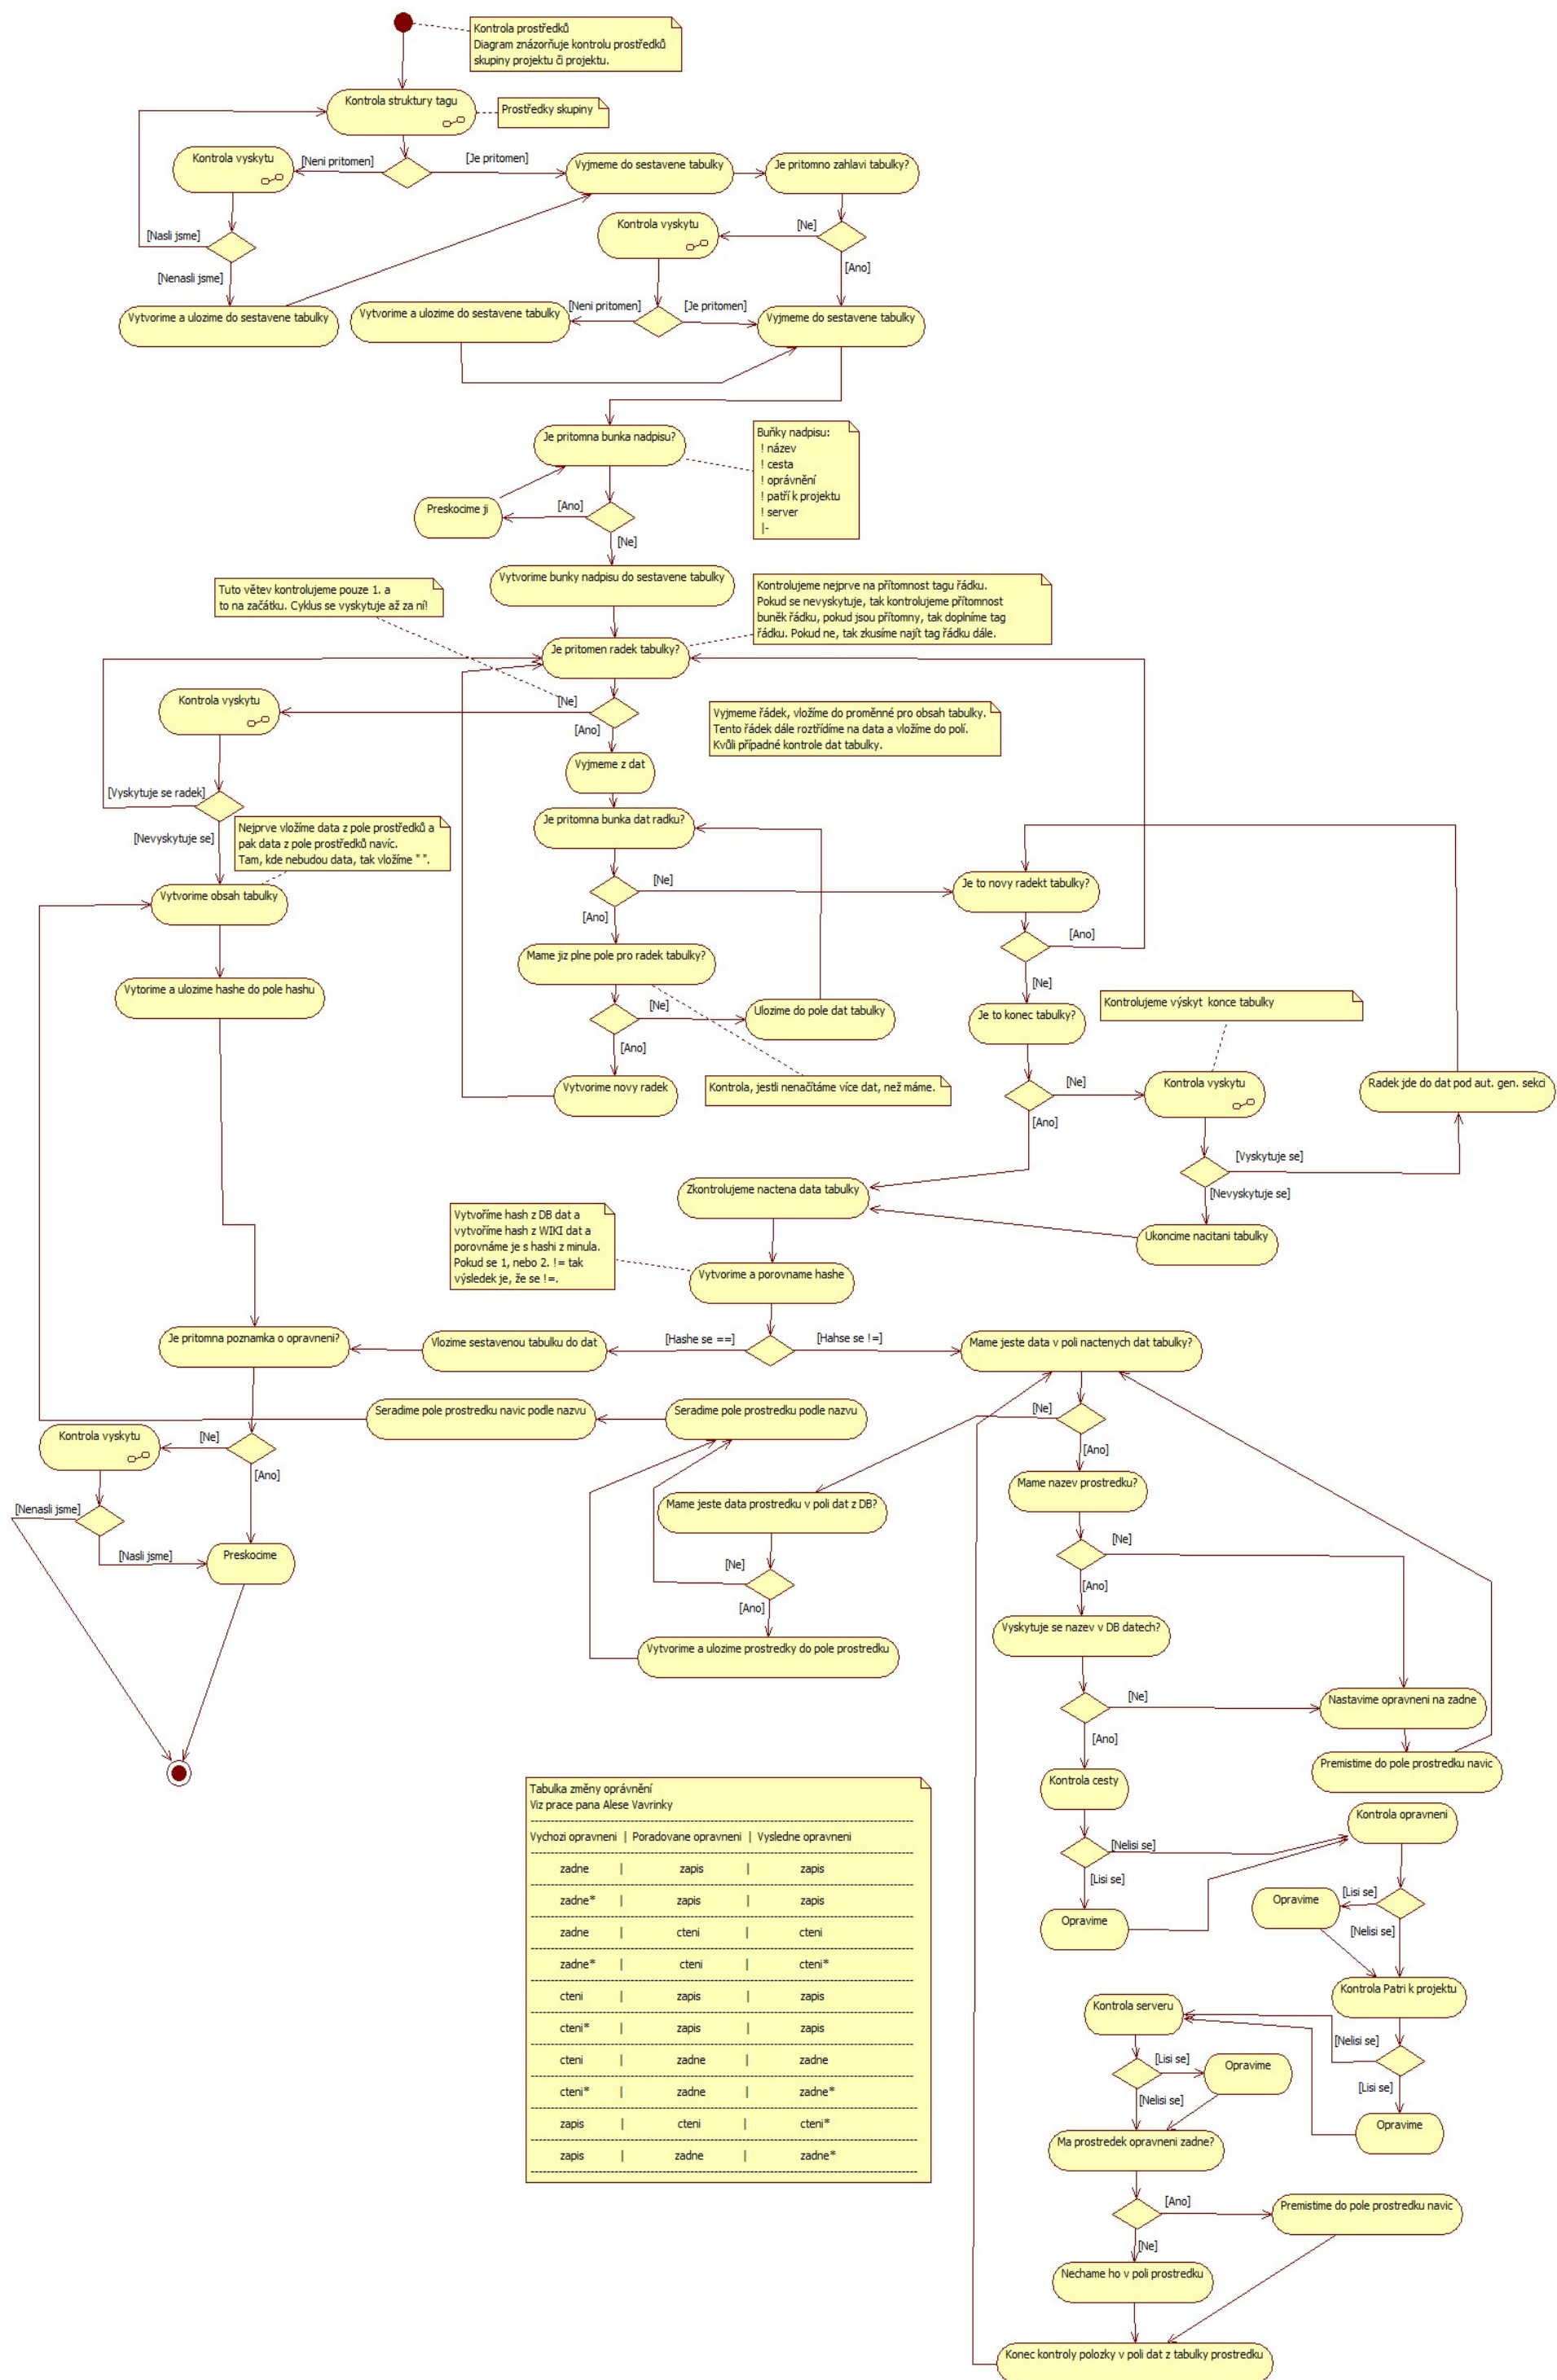 Kontrola prostředků
Diagram znázorňuje kontrolu prostředků
skupiny projektu či projektu.
Kontrola struktury tagu
Prostředky skupiny
Kontrola vyskytu
[Neni pritomen]
[Je pritomen]
Vyjmeme do sestavene tabulky
Je pritomno zahlavi tabulky?
[Nasli jsme]
Kontrola vyskytu
[Ne]
[Nenasli jsme]
[Ano]
Vytvorime a ulozime do sestavene tabulky
Vytvorime a ulozime do sestavene tabulky
[Neni pritomen]
[Je pritomen]
Vyjmeme do sestavene tabulky
Je pritomna bunka nadpisu?
Buňky nadpisu:
! název
! cesta
! oprávnění
! patří k projektu
! server
|-
Preskocime ji
[Ano]
[Ne]
Vytvorime bunky nadpisu do sestavene tabulky
Tuto větev kontrolujeme pouze 1. a
to na začátku. Cyklus se vyskytuje až za ní!
Kontrolujeme nejprve na přítomnost tagu řádku.
Pokud se nevyskytuje, tak kontrolujeme přítomnost
buněk řádku, pokud jsou přítomny, tak doplníme tag
řádku. Pokud ne, tak zkusíme najít tag řádku dále.
Je pritomen radek tabulky?
Kontrola vyskytu
[Ne]
[Ano]
Vyjmeme řádek, vložíme do proměnné pro obsah tabulky.
Tento řádek dále roztřídíme na data a vložíme do polí.
Kvůli případné kontrole dat tabulky.
Vyjmeme z dat
[Vyskytuje se radek]
[Nevyskytuje se]
Nejprve vložíme data z pole prostředků a
pak data z pole prostředků navíc.
Tam, kde nebudou data, tak vložíme " ".
Je pritomna bunka dat radku?
Vytvorime obsah tabulky
[Ne]
[Ano]
Je to novy radekt tabulky?
[Ano]
Mame jiz plne pole pro radek tabulky?
[Ne]
Vytorime a ulozime hashe do pole hashu
[Ne]
Ulozime do pole dat tabulky
Je to konec tabulky?
Kontrolujeme výskyt  konce tabulky
[Ano]
Vytvorime novy radek
Kontrola, jestli nenačítáme více dat, než máme.
[Ne]
Kontrola vyskytu
Radek jde do dat pod aut. gen. sekci
[Ano]
[Vyskytuje se]
[Nevyskytuje se]
Zkontrolujeme nactena data tabulky
Ukoncime nacitani tabulky
Vytvoříme hash z DB dat a
vytvoříme hash z WIKI dat a
porovnáme je s hashi z minula.
Pokud se 1, nebo 2. != tak
výsledek je, že se !=.
Vytvorime a porovname hashe
Je pritomna poznamka o opravneni?
Vlozime sestavenou tabulku do dat
[Hashe se ==]
[Hahse se !=]
Mame jeste data v poli nactenych dat tabulky?
Seradime pole prostredku navic podle nazvu
Seradime pole prostredku podle nazvu
[Ne]
[Ano]
Kontrola vyskytu
[Ne]
[Ano]
Mame nazev prostredku?
[Nenasli jsme]
Mame jeste data prostredku v poli dat z DB?
[Ne]
[Nasli jsme]
Preskocime
[Ne]
[Ano]
[Ano]
Vyskytuje se nazev v DB datech?
Vytvorime a ulozime prostredky do pole prostredku
[Ne]
Nastavime opravneni na zadne
[Ano]
Premistime do pole prostredku navic
Kontrola cesty
Kontrola opravneni
[Nelisi se]
[Lisi se]
Opravime
[Lisi se]
Opravime
[Nelisi se]
Kontrola Patri k projektu
Kontrola serveru
[Nelisi se]
[Lisi se]
Opravime
[Lisi se]
[Nelisi se]
Opravime
Ma prostredek opravneni zadne?
[Ano]
Premistime do pole prostredku navic
[Ne]
Nechame ho v poli prostredku
Konec kontroly polozky v poli dat z tabulky prostredku
Tabulka změny oprávnění
Viz prace pana Alese Vavrinky
Vychozi opravneni | Poradovane opravneni | Vysledne opravneni
zadne | zapis | zapis
zadne* | zapis | zapis
zadne | cteni | cteni
zadne* | cteni | cteni*
cteni | zapis | zapis
cteni* | zapis | zapis
cteni | zadne | zadne
cteni* | zadne | zadne*
zapis | cteni | cteni*
zapis | zadne | zadne*